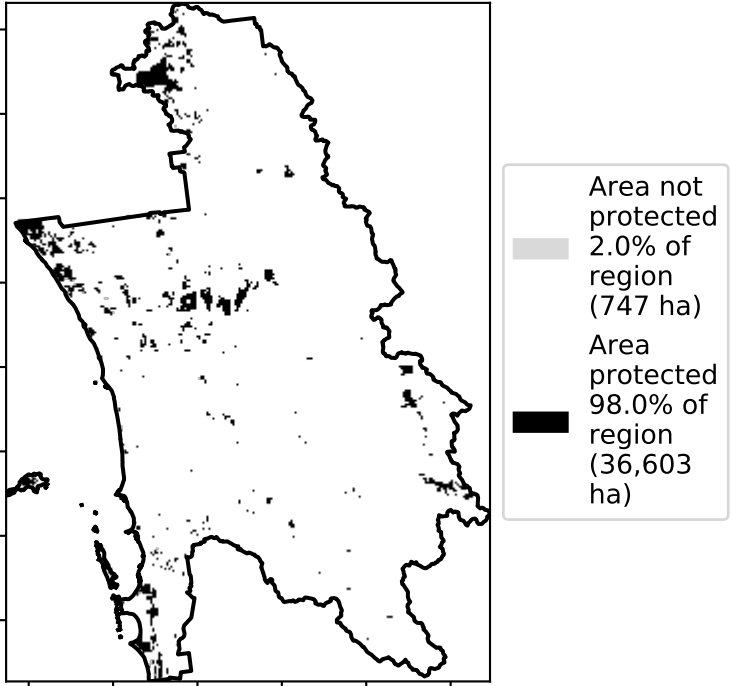 Area not
protected
2.0% of
region
(747 ha)
Area
protected
98.0% of
region
(36,603
ha)